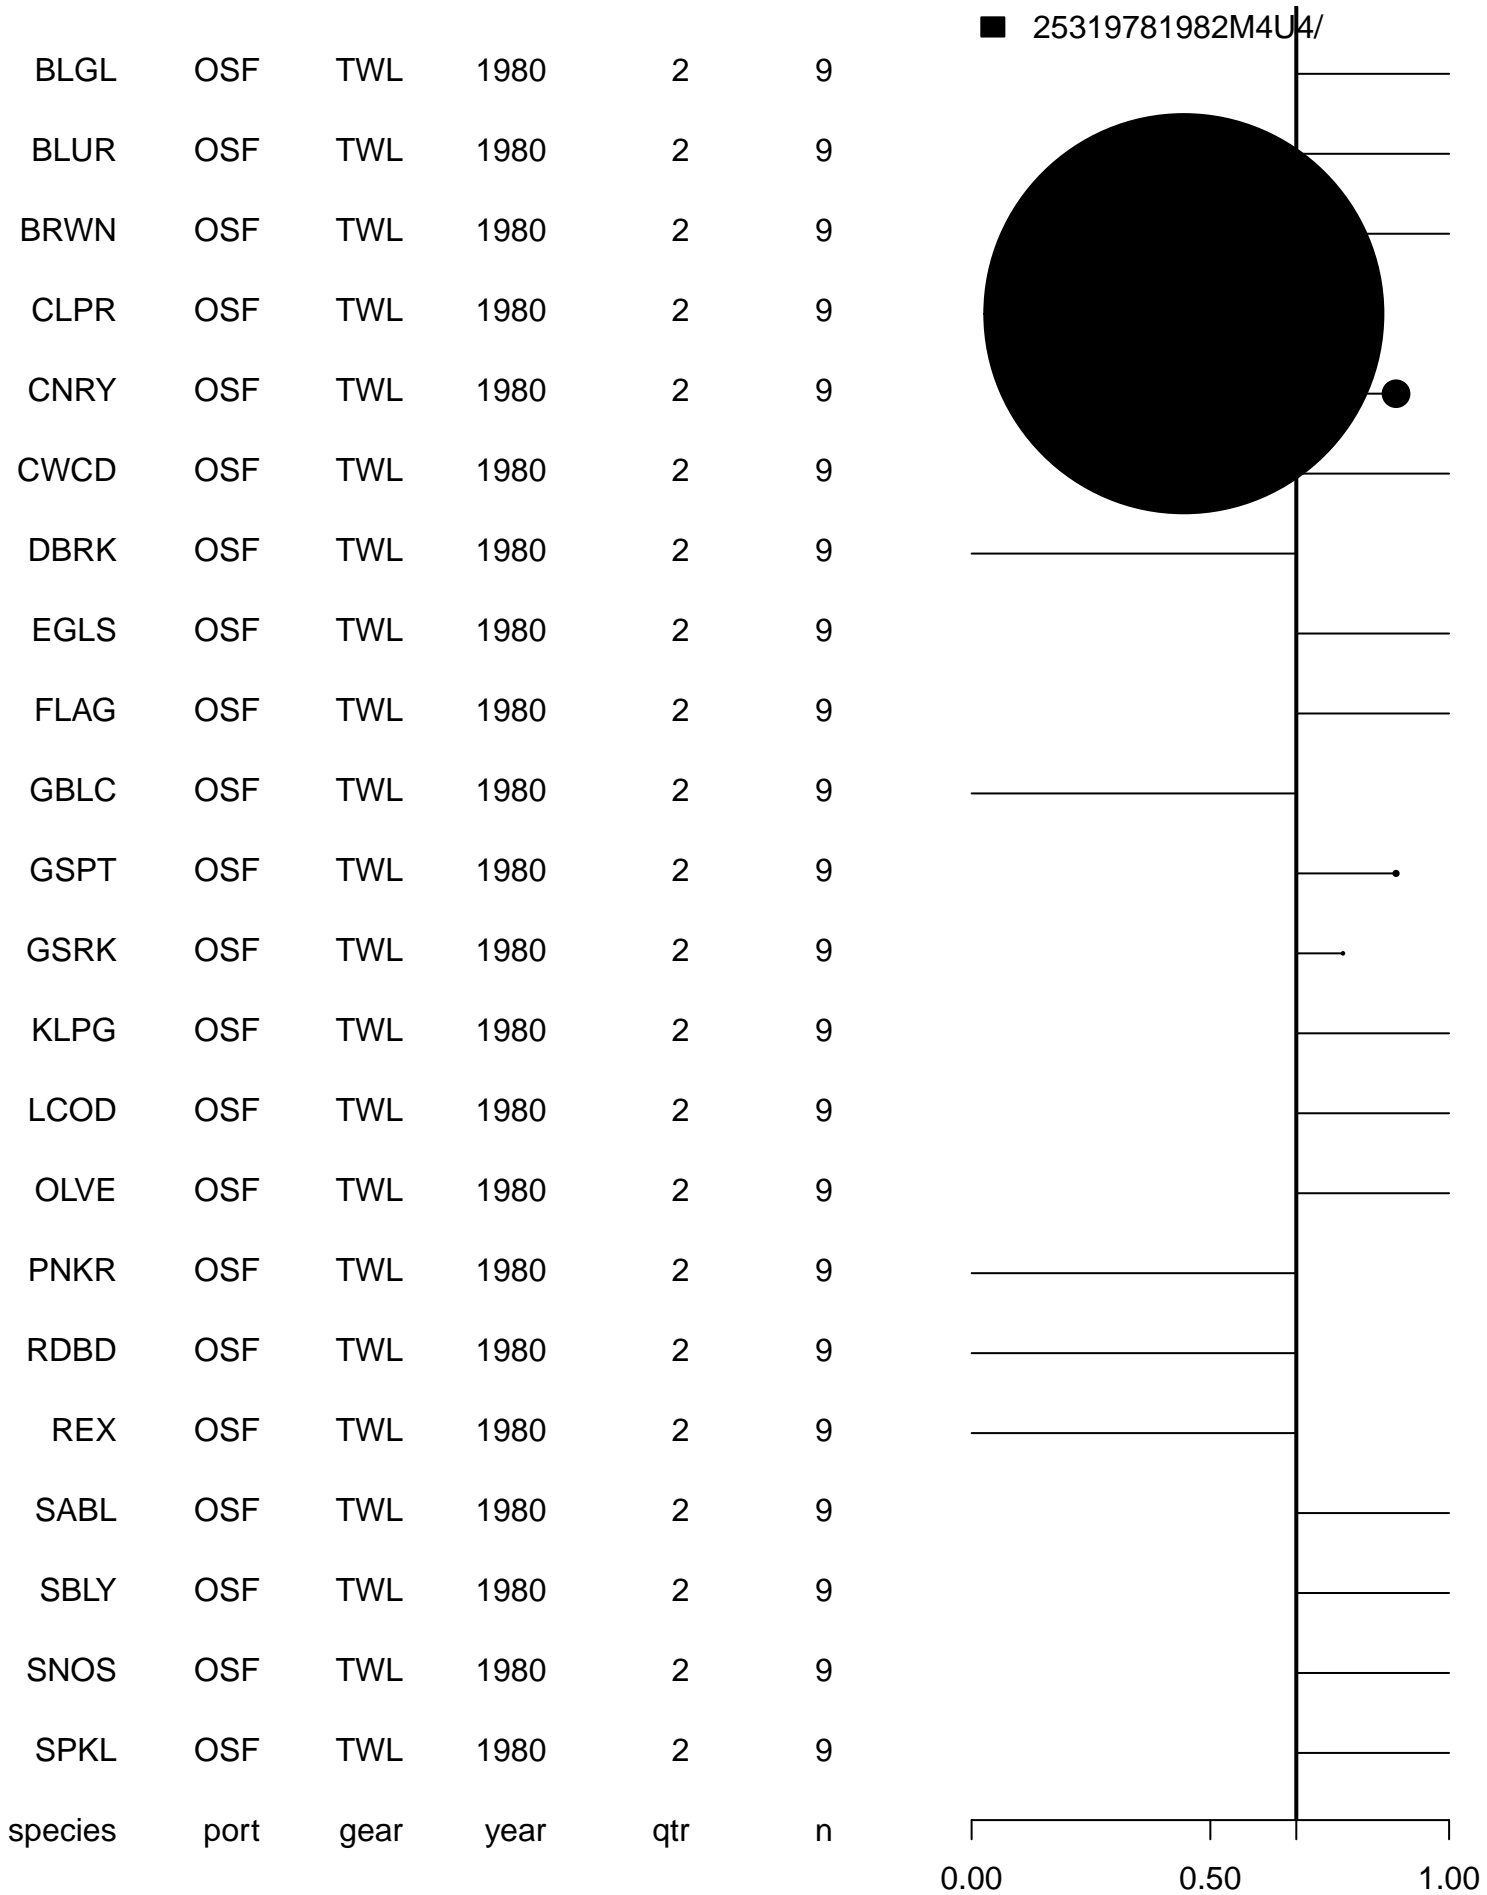 25319781982M4U4/
BLGL OSF TWL 1980 2 9
BLUR OSF TWL 1980 2 9
BRWN OSF TWL 1980 2 9
CLPR OSF TWL 1980 2 9
CNRY OSF TWL 1980 2 9
CWCD OSF TWL 1980 2 9
DBRK OSF TWL 1980 2 9
EGLS OSF TWL 1980 2 9
FLAG OSF TWL 1980 2 9
GBLC OSF TWL 1980 2 9
GSPT OSF TWL 1980 2 9
GSRK OSF TWL 1980 2 9
KLPG OSF TWL 1980 2 9
LCOD OSF TWL 1980 2 9
OLVE OSF TWL 1980 2 9
PNKR OSF TWL 1980 2 9
RDBD OSF TWL 1980 2 9
REX OSF TWL 1980 2 9
SABL OSF TWL 1980 2 9
SBLY OSF TWL 1980 2 9
SNOS OSF TWL 1980 2 9
SPKL OSF TWL 1980 2 9
species port gear year qtr n
0.00 0.50 1.00